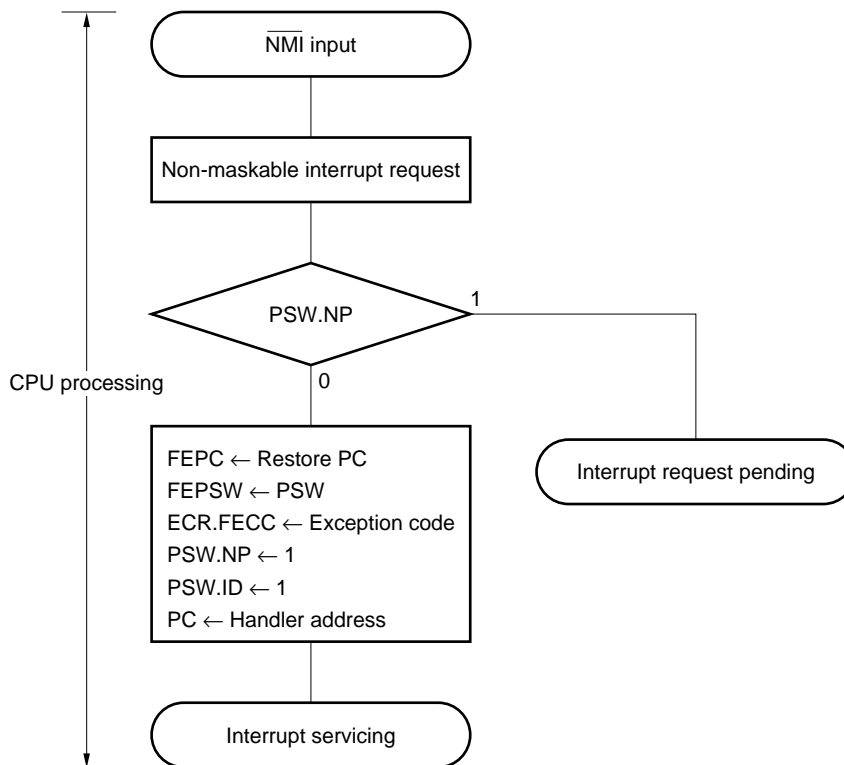 N̅M̅I̅ input
Non-maskable interrupt request
PSW.NP
1
0
CPU processing
FEPC ← Restore PC
FEPSW ← PSW
ECR.FECC ← Exception code
PSW.NP ← 1
PSW.ID ← 1
PC ← Handler address
Interrupt request pending
Interrupt servicing